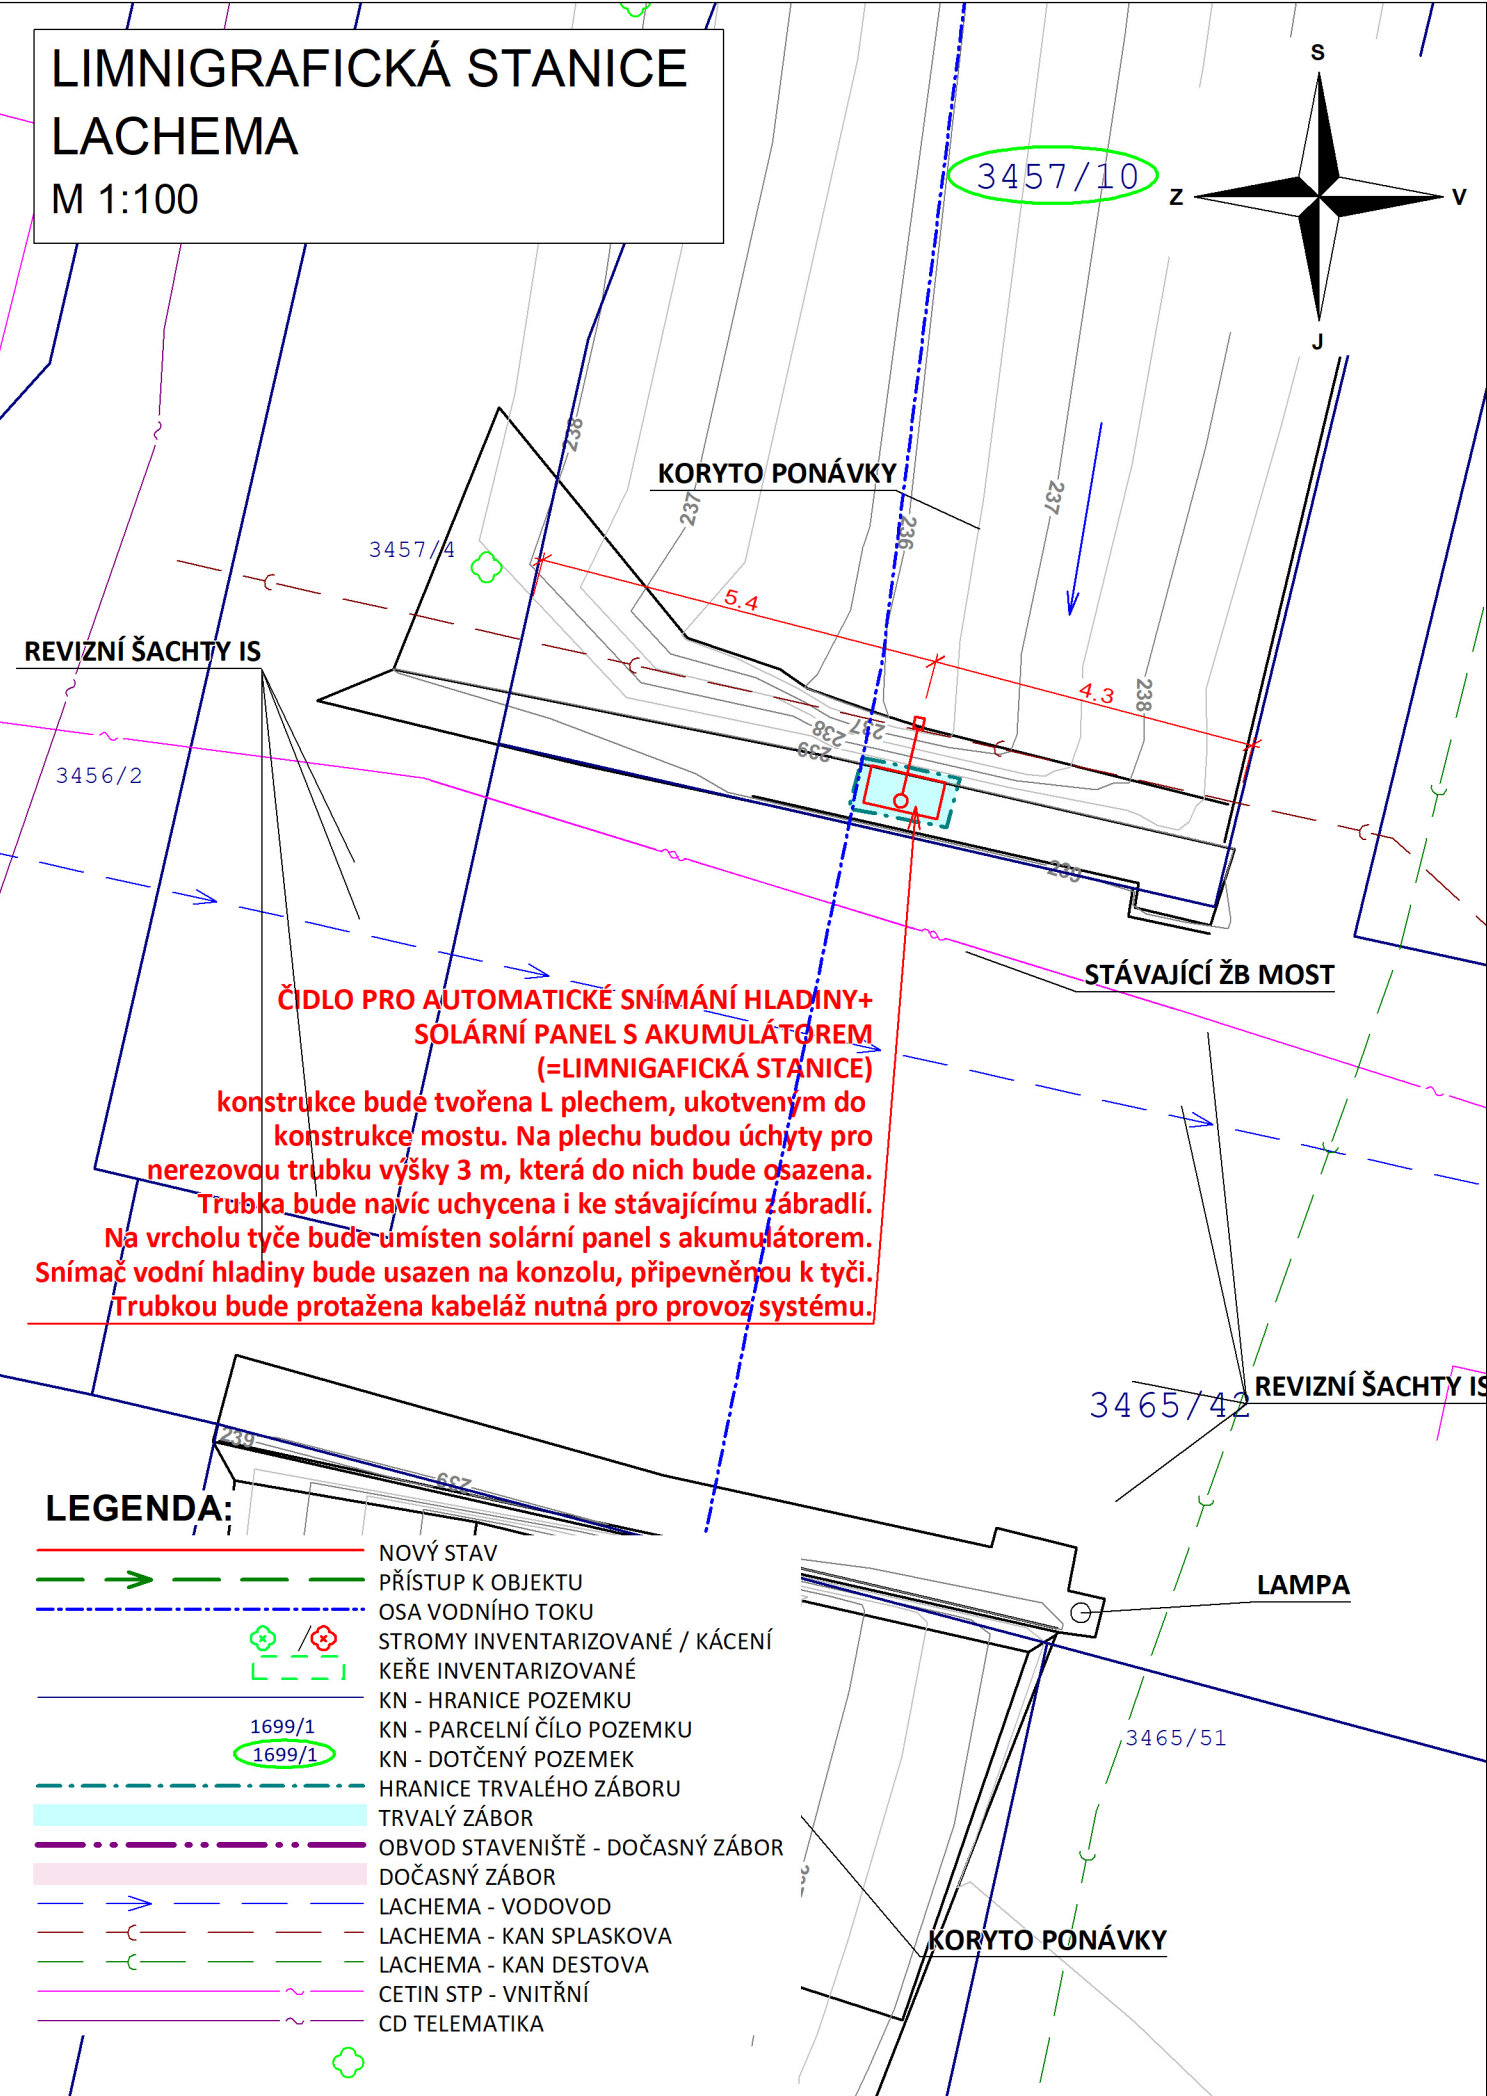 LIMNIGRAFICKÁ STANICE
LACHEMA
M 1:100
S
3457/10
Z
V
J
238
KORYTO PONÁVKY
237
237
236
3457/4
5.4
REVIZNÍ ŠACHTY IS
4.3
238
237
238
239
3456/2
239
STÁVAJÍCÍ ŽB MOST
ČIDLO PRO AUTOMATICKÉ SNÍMÁNÍ HLADINY+
SOLÁRNÍ PANEL S AKUMULÁTOREM
(=LIMNIGAFICKÁ STANICE)
konstrukce bude tvořena L plechem, ukotveným do
konstrukce mostu. Na plechu budou úchyty pro
nerezovou trubku výšky 3 m, která do nich bude osazena.
Trubka bude navíc uchycena i ke stávajícímu zábradlí.
Na vrcholu tyče bude umísten solární panel s akumulátorem.
Snímač vodní hladiny bude usazen na konzolu, připevněnou k tyči.
Trubkou bude protažena kabeláž nutná pro provoz systému.
REVIZNÍ ŠACHTY IS
3465/42
239
239
LEGENDA:
NOVÝ STAV
PŘÍSTUP K OBJEKTU
OSA VODNÍHO TOKU
STROMY INVENTARIZOVANÉ / KÁCENÍ
KEŘE INVENTARIZOVANÉ
KN - HRANICE POZEMKU
1699/1 KN - PARCELNÍ ČÍLO POZEMKU
1699/1 KN - DOTČENÝ POZEMEK
HRANICE TRVALÉHO ZÁBORU
TRVALÝ ZÁBOR
OBVOD STAVENIŠTĚ - DOČASNÝ ZÁBOR
DOČASNÝ ZÁBOR
LACHEMA - VODOVOD
LACHEMA - KAN SPLASKOVA
LACHEMA - KAN DESTOVA
CETIN STP - VNITŘNÍ
CD TELEMATIKA
LAMPA
3465/51
KORYTO PONÁVKY